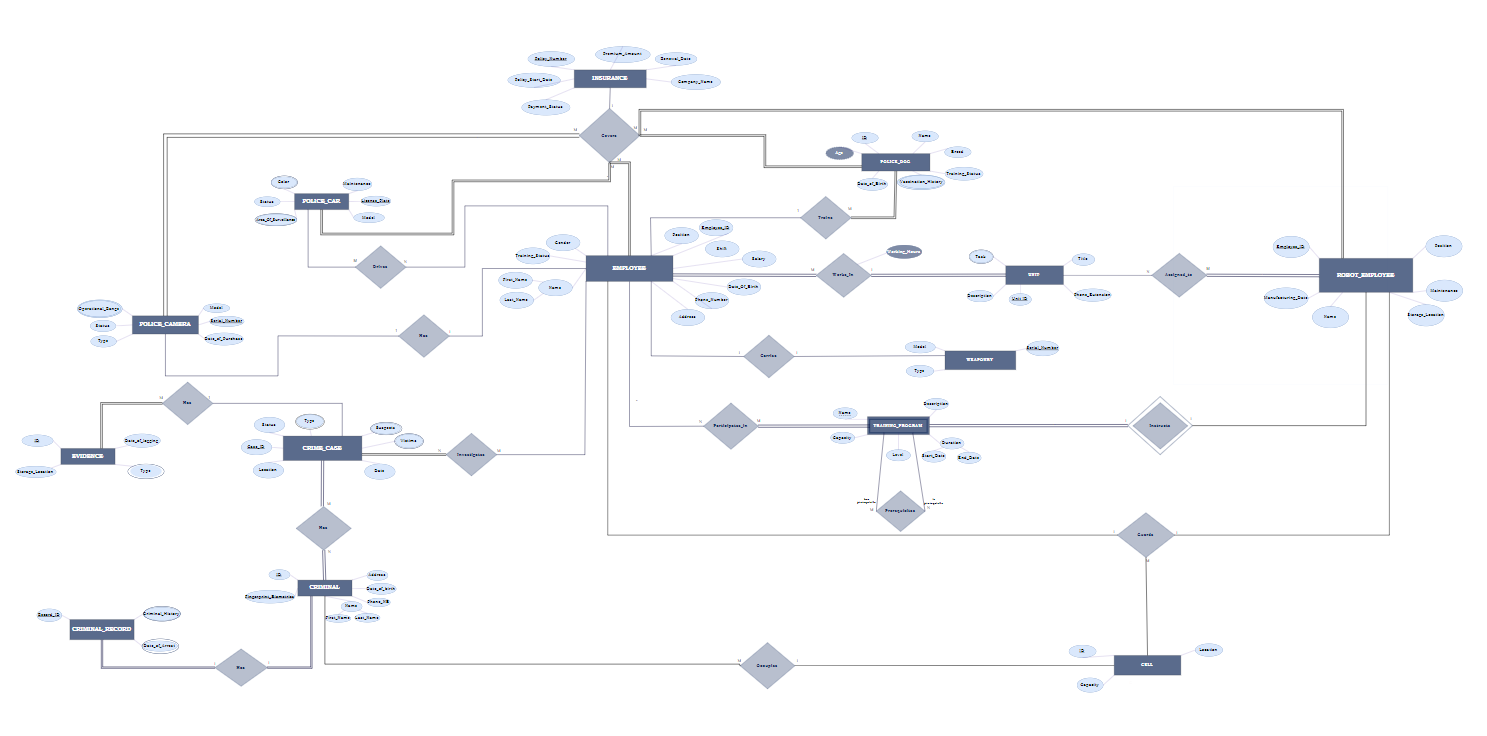 Premium_Amount
Policy_Number
Renewal_Date
INSURANCE
Policy_Start_Date
Company_Name
Payment_Status
Covers
ID
Name
Age
Breed
POLICE_DOG
Training_Status
Date_of_Birth
Vaccination_History
Color
Maintenance
Status
POLICE_CAR
License_Plate
Area_Of_Surveillance
Model
Trains
Drives
Gender
Position
Employee_ID
Shift
Training_Status
Salary
EMPLOYEE
First_Name
Name
Last_Name
Date_Of_Birth
Phone_Number
Address
Working_Hours
Works_In
Task
Title
UNIT
Description
Unit_ID
Phone_Extension
Assigned_to
Employee_ID
Position
ROBOT_EMPLOYEE
Manufacturing_Date
Maintenance
Name
Storage_Location
Operational_Range
Model
Status
POLICE_CAMERA
Serial_Number
Type
Date_of_Purchase
Has
Carries
Model
Serial_Number
WEAPONRY
Type
Has
ID
Date_of_logging
EVIDENCE
Storage_Location
Type
Status
Type
Suspects
Case_ID
CRIME_CASE
Victims
Location
Date
Investigates
Participates_In
Name
Description
TRAINING_PROGRAM
Capacity
Duration
Level
Start_Date
End_Date
Instructs
Prerequisites
Has
Guards
ID
Address
CRIMINAL
Date_of_birth
Fingerprint_Biometrics
Name
Phone_NB
First_Name
Last_Name
Record_ID
Criminal_History
CRIMINAL_RECORD
Date_of_Arrest
Has
Occupies
ID
Location
CELL
Capacity